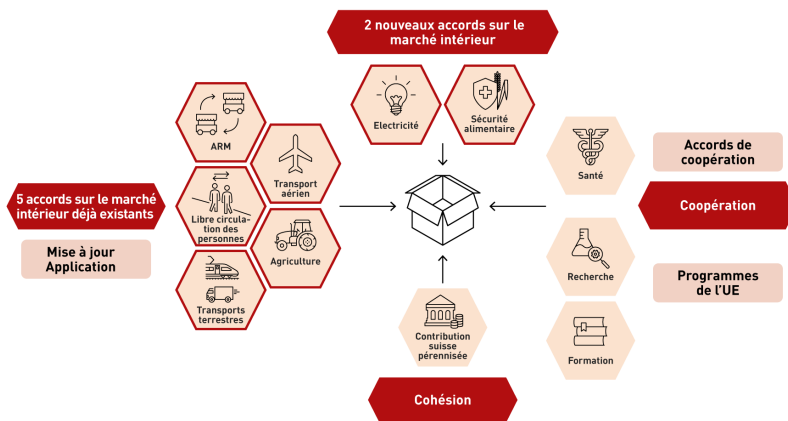 2 nouveaux accords sur le
marché intérieur
Electricité
Sécurité
alimentaire
ARM
Transport
aérien
5 accords sur le marché
intérieur déjà existants
Libre circula-
tion des
personnes
Mise à jour
Application
Agriculture
Transports
terrestres
Santé
Accords de
coopération
Coopération
Recherche
Programmes
de l’UE
Formation
Contribution
suisse
pérennisée
Cohésion